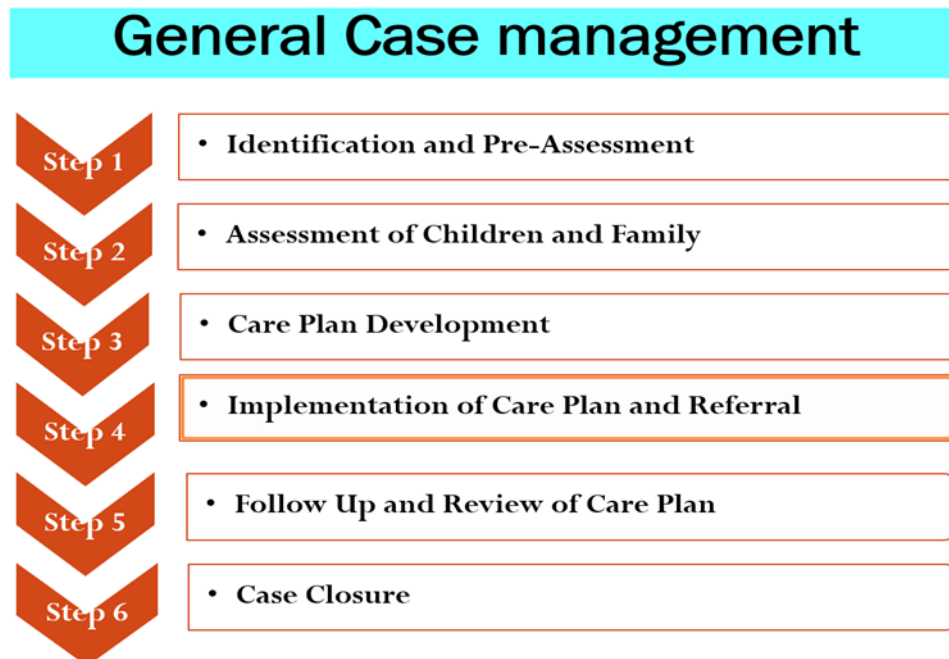 General Case management
Step 1
• Identification and Pre-Assessment
Step 2
• Assessment of Children and Family
Step 3
• Care Plan Development
Step 4
• Implementation of Care Plan and Referral
Step 5
• Follow Up and Review of Care Plan
Step 6
• Case Closure